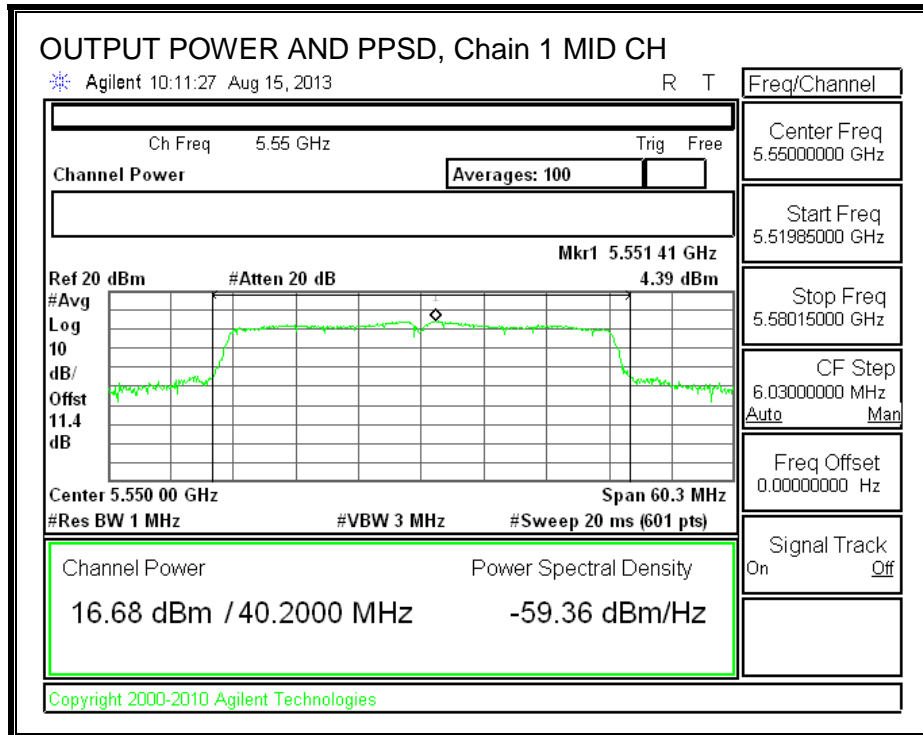 OUTPUT POWER AND PPSD, Chain 1 MID CH
Agilent 10:11:27 Aug 15, 2013 R T
Ch Freq 5.55 GHz Trig Free
Channel Power Averages: 100
Mkr1 5.551 41 GHz
Ref 20 dBm #Atten 20 dB 4.39 dBm
#Avg
Log
10
dB/
Offst
11.4
dB
1
Center 5.550 00 GHz Span 60.3 MHz
#Res BW 1 MHz #VBW 3 MHz #Sweep 20 ms (601 pts)
Channel Power Power Spectral Density
16.68 dBm / 40.2000 MHz -59.36 dBm/Hz
Copyright 2000-2010 Agilent Technologies
Freq/Channel
Center Freq
5.55000000 GHz
Start Freq
5.51985000 GHz
Stop Freq
5.58015000 GHz
CF Step
6.03000000 MHz
Auto Man
Freq Offset
0.00000000 Hz
Signal Track
On Off